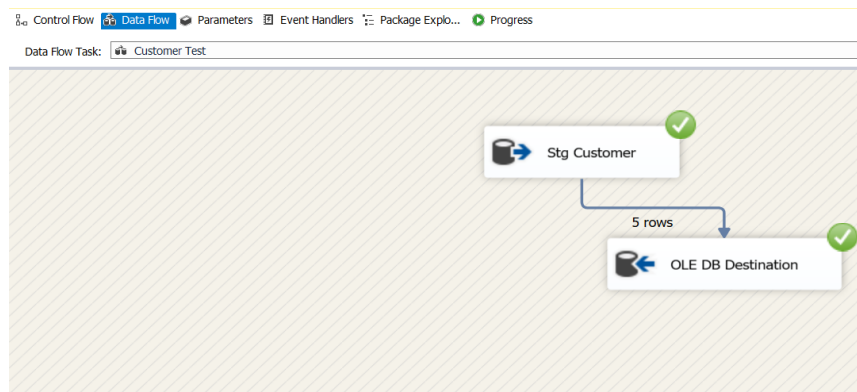 Control Flow Data Flow Parameters Event Handlers Package Explo... Progress
Data Flow Task: Customer Test
Stg Customer
5 rows
OLE DB Destination